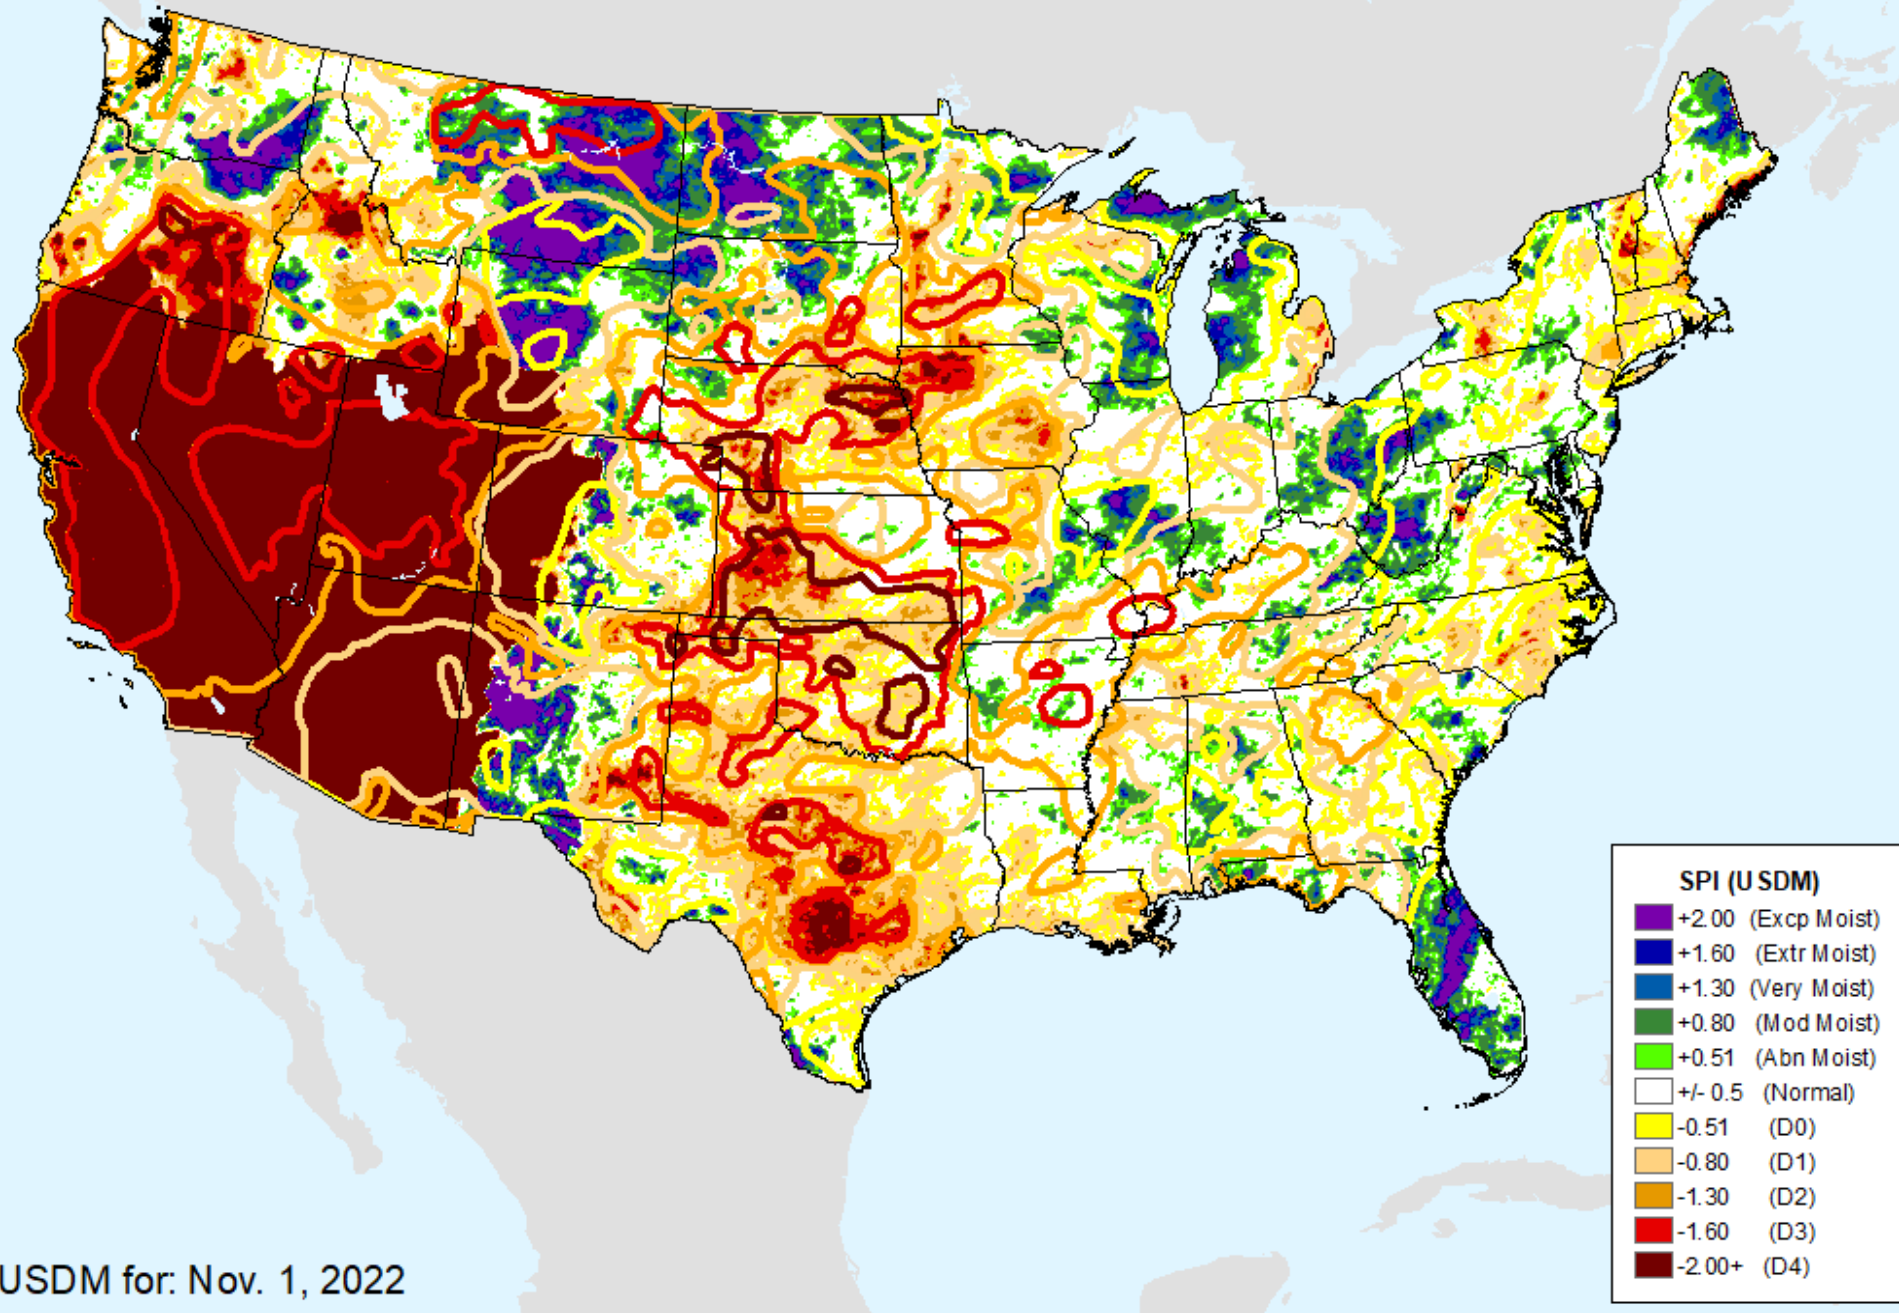 SPI (USDM)
+2.00 (Excp Moist)
+1.60 (Extr Moist)
+1.30 (Very Moist)
+0.80 (Mod Moist)
+0.51 (Abn Moist)
+/- 0.5 (Normal)
-0.51 (D0)
-0.80 (D1)
-1.30 (D2)
-1.60 (D3)
-2.00+ (D4)
USDM for: Nov. 1, 2022